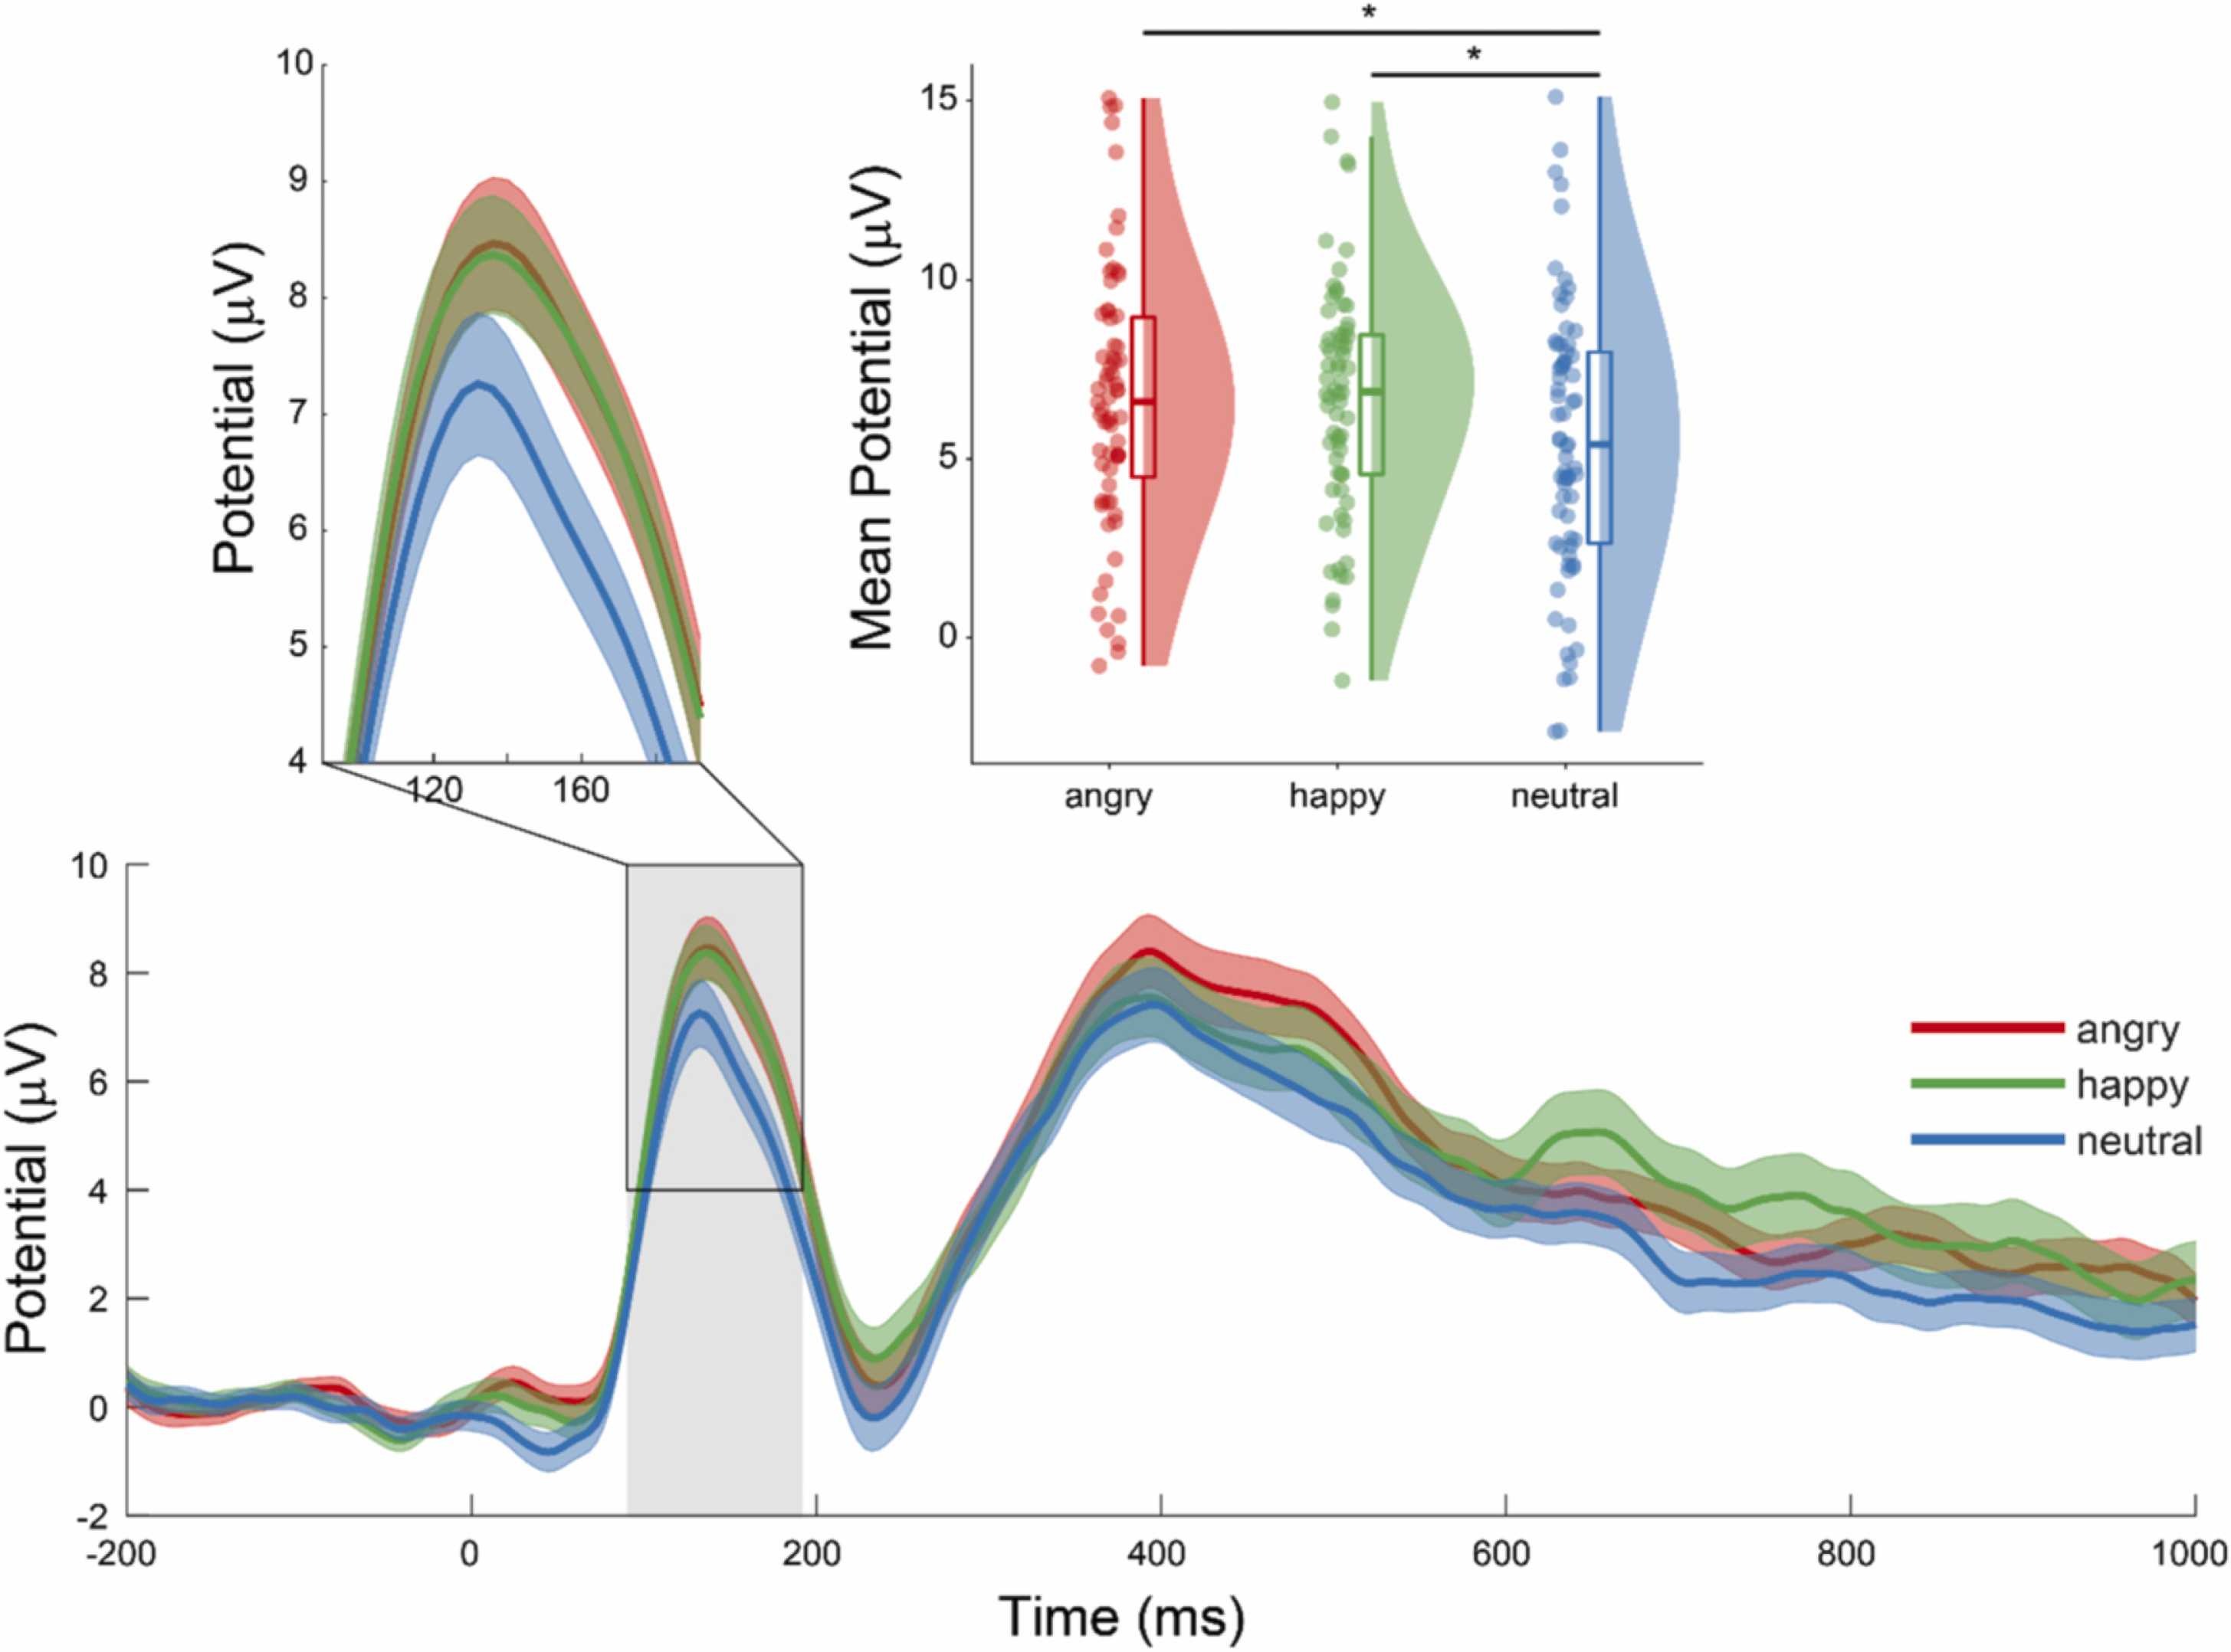 *
*
10
9
8
7
6
5
4
Potential (μV)
120 160
15
10
5
0
Mean Potential (μV)
angry happy neutral
10
8
6
4
2
0
-2
Potential (μV)
angry
happy
neutral
-200 0 200 400 600 800 1000
Time (ms)